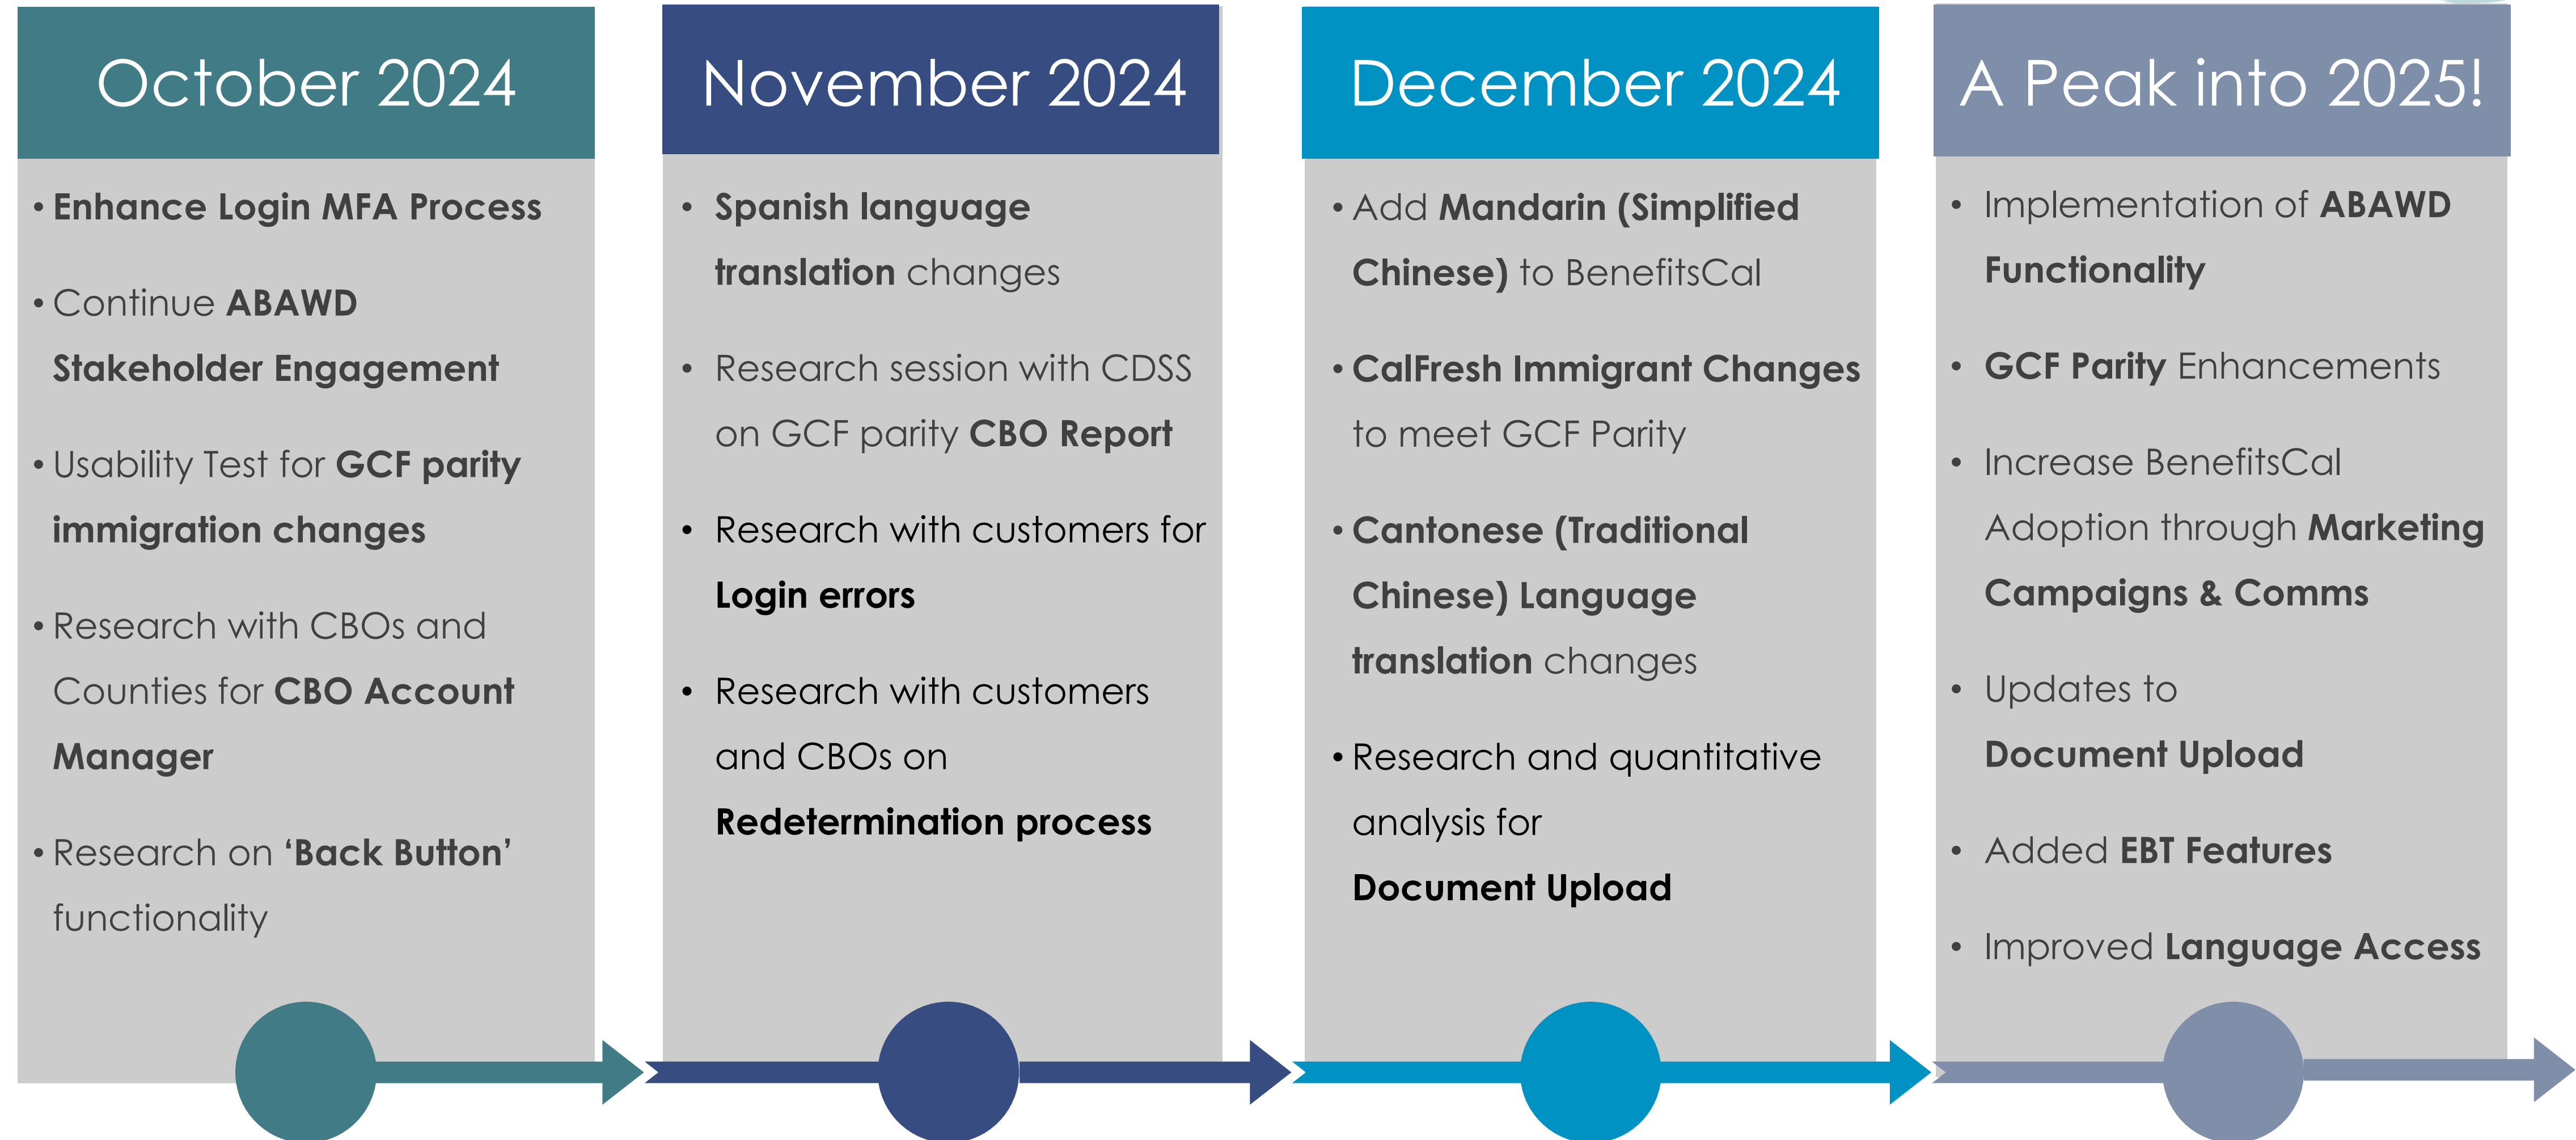 October 2024
• Enhance Login MFA Process
• Continue ABAWD
Stakeholder Engagement
• Usability Test for GCF parity
immigration changes
• Research with CBOs and
Counties for CBO Account
Manager
• Research on ‘Back Button’
functionality
November 2024
• Spanish language
translation changes
• Research session with CDSS
on GCF parity CBO Report
• Research with customers for
Login errors
• Research with customers
and CBOs on
Redetermination process
December 2024
• Add Mandarin (Simplified
Chinese) to BenefitsCal
• CalFresh Immigrant Changes
to meet GCF Parity
• Cantonese (Traditional
Chinese) Language
translation changes
• Research and quantitative
analysis for
Document Upload
A Peak into 2025!
• Implementation of ABAWD
Functionality
• GCF Parity Enhancements
• Increase BenefitsCal
Adoption through Marketing
Campaigns & Comms
• Updates to
Document Upload
• Added EBT Features
• Improved Language Access